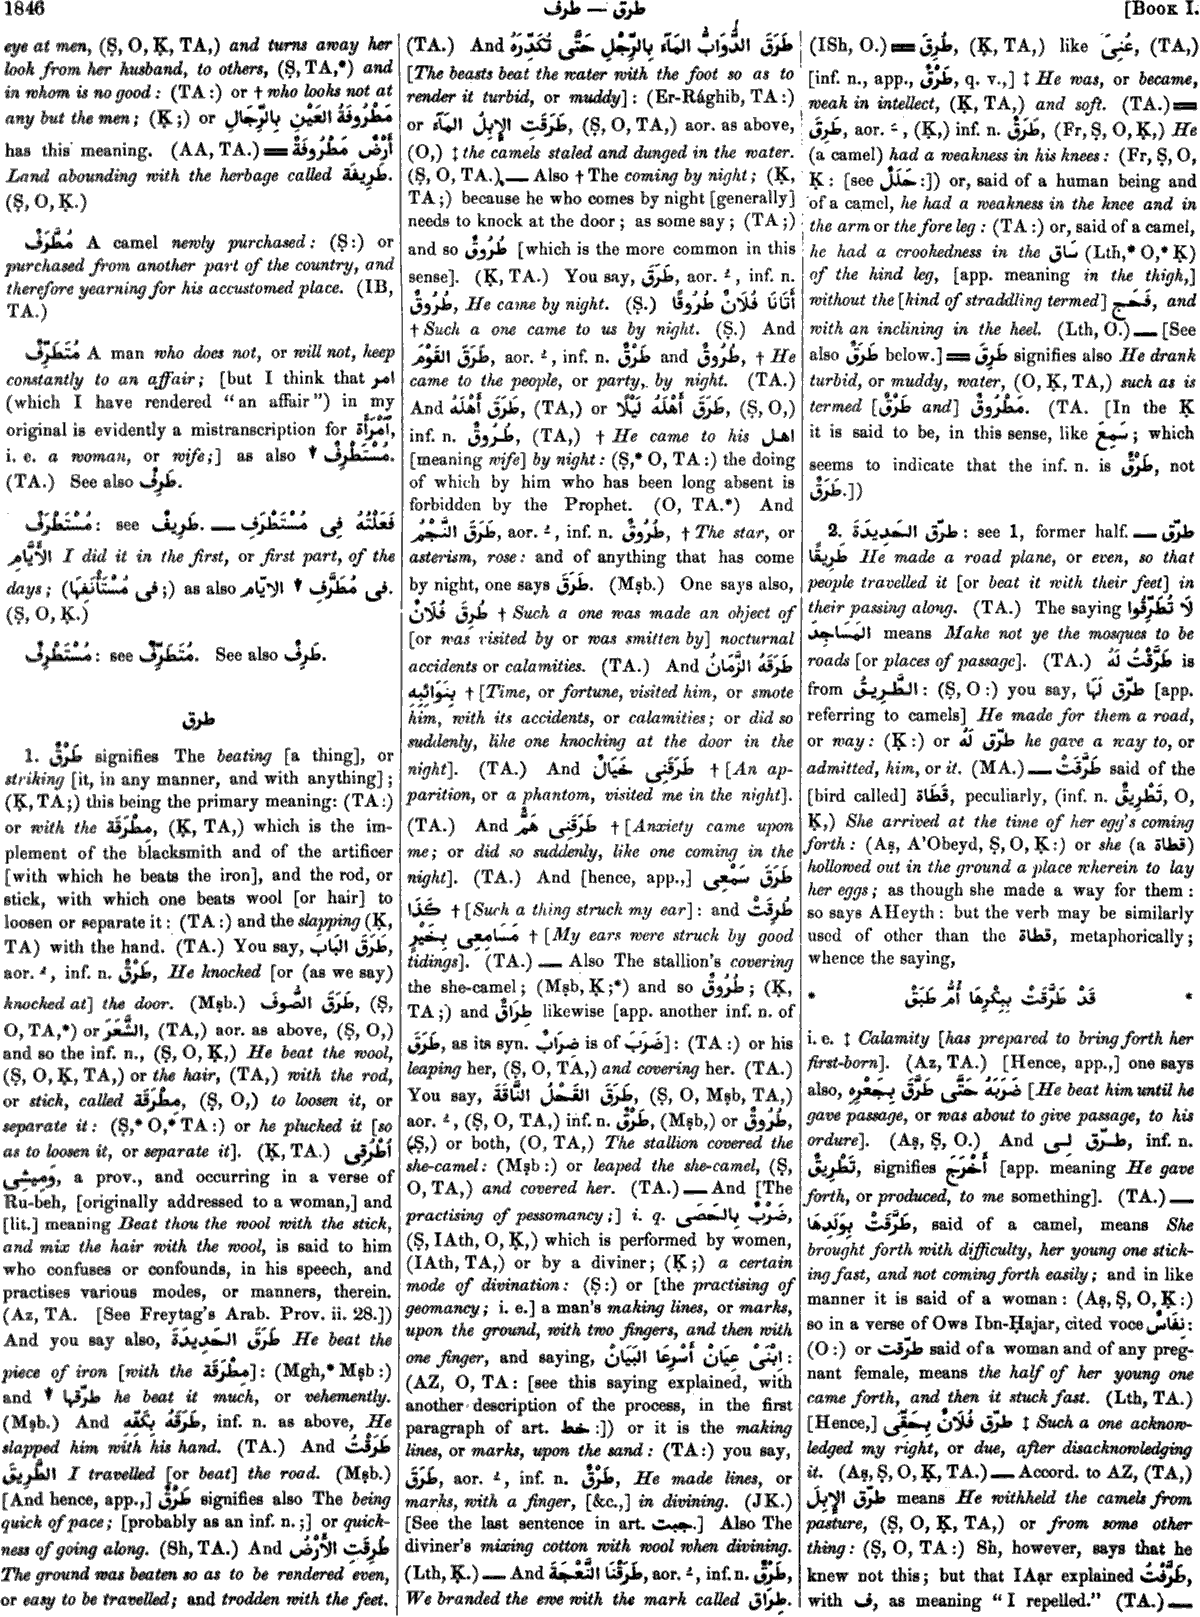 1846
طرف — طرق
[BOOK I.
eye at men, (Ṣ, O, Ḳ, TA,) and turns away her
look from her husband, to others, (Ṣ, TA,*) and
in whom is no good: (TA:) or † who looks not at
any but the men; (Ḳ;) or مَطْرُوفَةُ العَيْنِ بِالرِّجَالِ
has this meaning. (AA, TA.) ═ أَرْضٌ مَطْرُوفَةٌ
Land abounding with the herbage called طَرِيفَة.
(Ṣ, O, Ḳ.)
مُطَّرَفٌ A camel newly purchased: (Ṣ:) or
purchased from another part of the country, and
therefore yearning for his accustomed place. (IB,
TA.)
مُتَطَرِّفٌ A man who does not, or will not, keep
constantly to an affair; [but I think that امر
(which I have rendered “an affair”) in my
original is evidently a mistranscription for ٱمْرَأَة,
i. e. a woman, or wife;] as also ▼ مُسْتَطْرِفٌ.
(TA.) See also طَرِفٌ.
مُسْتَطْرَفٌ: see طَرِيفٌ. — فَعَلْتُهُ فِى مُسْتَطْرَفِ
الأَيَّامِ I did it in the first, or first part, of the
days; (فِى مُسْتَأْنَفِهَا;) as also فِى مُطَّرَفِ ▼ الايّام.
(Ṣ, O, Ḳ.)
مُسْتَطْرِفٌ: see مُتَطَرِّفٌ. See also طَرِفٌ.
طرق
1. طَرْقٌ signifies The beating [a thing], or
striking [it, in any manner, and with anything];
(Ḳ, TA;) this being the primary meaning: (TA:)
or with the مِطْرَقَة, (Ḳ, TA,) which is the im-
plement of the blacksmith and of the artificer
[with which he beats the iron], and the rod, or
stick, with which one beats wool [or hair] to
loosen or separate it: (TA:) and the slapping (Ḳ,
TA) with the hand. (TA.) You say, طَرَقَ البَابَ,
aor. ـُ, inf. n. طَرْقٌ, He knocked [or (as we say)
knocked at] the door. (Mṣb.) طَرَقَ الصُّوفَ, (Ṣ,
O, TA,*) or الشَّعَرَ, (TA,) aor. as above, (Ṣ, O,)
and so the inf. n., (Ṣ, O, Ḳ,) He beat the wool,
(Ṣ, O, Ḳ, TA,) or the hair, (TA,) with the rod,
or stick, called مِطْرَقَة, (Ṣ, O,) to loosen it, or
separate it: (Ṣ,* O,* TA:) or he plucked it [so
as to loosen it, or separate it]. (Ḳ, TA.) أُطْرُقِى
وَمِيشِى, a prov., and occurring in a verse of
Ru-beh, [originally addressed to a woman,] and
[lit.] meaning Beat thou the wool with the stick,
and mix the hair with the wool, is said to him
who confuses or confounds, in his speech, and
practises various modes, or manners, therein.
(Az, TA. [See Freytag's Arab. Prov. ii. 28.])
And you say also, طَرَقَ الحَدِيدَةَ He beat the
piece of iron [with the مِطْرَقَة]: (Mgh,* Mṣb:)
and ▼ طرّقها he beat it much, or vehemently.
(Mṣb.) And طَرَقَهُ بِكَفِّهِ, inf. n. as above, He
slapped him with his hand. (TA.) And طَرَقْتُ
الطَّرِيقَ I travelled [or beat] the road. (Mṣb.)
[And hence, app.,] طَرْقٌ signifies also The being
quick of pace; [probably as an inf. n.;] or quick-
ness of going along. (Sh, TA.) And طُرِقَتِ الأَرْضُ
The ground was beaten so as to be rendered even,
or easy to be travelled; and trodden with the feet.
(TA.) And طَرَقَ الدَّوَابُّ المَآءَ بِالرِّجْلِ حَتَّى تُكَدِّرَهُ
[The beasts beat the water with the foot so as to
render it turbid, or muddy]: (Er-Rághib, TA:)
or طَرَقَتِ الإِبِلُ المَآءَ, (Ṣ, O, TA,) aor. as above,
(O,) ‡ the camels staled and dunged in the water.
(Ṣ, O, TA.) — Also † The coming by night; (Ḳ,
TA;) because he who comes by night [generally]
needs to knock at the door; as some say; (TA;)
and so طُرُوقٌ [which is the more common in this
sense]. (Ḳ, TA.) You say, طَرَقَ, aor. ـُ, inf. n.
طُرُوقٌ, He came by night. (Ṣ.) أَتَانَا فُلَانٌ طُرُوقًا
† Such a one came to us by night. (Ṣ.) And
طَرَقَ القَوْمَ, aor. ـُ, inf. n. طَرْقٌ and طُرُوقٌ, † He
came to the people, or party, by night. (TA.)
And طَرَقَ أَهْلَهُ, (TA,) or طَرَقَ أَهْلَهُ لَيْلًا, (Ṣ, O,)
inf. n. طُرُوقٌ, (TA,) † He came to his اهل
[meaning wife] by night: (Ṣ,* O, TA:) the doing
of which by him who has been long absent is
forbidden by the Prophet. (O, TA.*) And
طَرَقَ النَّجْمُ, aor. ـُ, inf. n. طُرُوقٌ, † The star, or
asterism, rose: and of anything that has come
by night, one says طَرَقَ. (Mṣb.) One says also,
طُرِقَ فُلَانٌ † Such a one was made an object of
[or was visited by or was smitten by] nocturnal
accidents or calamities. (TA.) And طَرَقَهُ الزَّمَانُ
بِنَوَائِبِهِ † [Time, or fortune, visited him, or smote
him, with its accidents, or calamities; or did so
suddenly, like one knocking at the door in the
night]. (TA.) And طَرَقَنِى خَيَالٌ † [An ap-
parition, or a phantom, visited me in the night].
(TA.) And طَرَقَنِى هَمٌّ † [Anxiety came upon
me; or did so suddenly, like one coming in the
night]. (TA.) And [hence, app.,] طَرَقَ سَمْعِى
كَذَا † [Such a thing struck my ear]: and طُرِقَتْ
مَسَامِعِى بِخَيْرٍ † [My ears were struck by good
tidings]. (TA.) — Also The stallion's covering
the she-camel; (Mṣb, Ḳ;*) and so طُرُوقٌ; (Ḳ,
TA;) and طِرَاقٌ likewise [app. another inf. n. of
طَرَقَ, as its syn. ضِرَابٌ is of ضَرَبَ]: (TA:) or his
leaping her, (Ṣ, O, TA,) and covering her. (TA.)
You say, طَرَقَ الفَحْلُ النَّاقَةَ, (Ṣ, O, Mṣb, TA,)
aor. ـُ, (Ṣ, O, TA,) inf. n. طَرْقٌ, (Mṣb,) or طُرُوقٌ,
(Ṣ,) or both, (O, TA,) The stallion covered the
she-camel: (Mṣb:) or leaped the she-camel, (Ṣ,
O, TA,) and covered her. (TA.) — And [The
practising of pessomancy;] i. q. ضَرْبٌ بِالحَصَى,
(Ṣ, IAth, O, Ḳ,) which is performed by women,
(IAth, TA,) or by a diviner; (Ḳ;) a certain
mode of divination: (Ṣ:) or [the practising of
geomancy; i. e.] a man's making lines, or marks,
upon the ground, with two fingers, and then with
one finger, and saying, ٱبْنَىْ عِيَانْ أَسْرِعَا البَيَانْ:
(AZ, O, TA: [see this saying explained, with
another description of the process, in the first
paragraph of art. خط:]) or it is the making
lines, or marks, upon the sand: (TA:) you say,
طَرَقَ, aor. ـُ, inf. n. طَرْقٌ, He made lines, or
marks, with a finger, [&c.,] in divining. (JK.)
[See the last sentence in art. جبت.] Also The
diviner's mixing cotton with wool when divining.
(Lth, Ḳ.) — And طَرَقْنَا النَّعْجَةَ, aor. ـُ, inf. n. طَرْقٌ,
We branded the ewe with the mark called طِرَاق.
(ISh, O.) ═ طُرِقَ, (Ḳ, TA,) like عُنِىَ, (TA,)
[inf. n., app., طَرْقٌ, q. v.,] ‡ He was, or became,
weak in intellect, (Ḳ, TA,) and soft. (TA.) ═
طَرِقَ, aor. ـَ, (Ḳ,) inf. n. طَرَقٌ, (Fr, Ṣ, O, Ḳ,) He
(a camel) had a weakness in his knees: (Fr, Ṣ, O,
Ḳ: [see حَلَلٌ:]) or, said of a human being and
of a camel, he had a weakness in the knee and in
the arm or the fore leg: (TA:) or, said of a camel,
he had a crookedness in the سَاق (Lth,* O,* Ḳ)
of the hind leg, [app. meaning in the thigh,]
without the [kind of straddling termed] فَحَج, and
with an inclining in the heel. (Lth, O.) — [See
also طَرَقٌ below.] ═ طَرِقَ signifies also He drank
turbid, or muddy, water, (O, Ḳ, TA,) such as is
termed [طَرْقٌ and] مَطْرُوقٌ. (TA. [In the Ḳ
it is said to be, in this sense, like سَمِعَ; which
seems to indicate that the inf. n. is طَرْقٌ, not
طَرَقٌ.])
2. طرّق الحَدِيدَةَ: see 1, former half. — طرّق
طَرِيقًا He made a road plane, or even, so that
people travelled it [or beat it with their feet] in
their passing along. (TA.) The saying لَا تُطَرِّقُوا
المَسَاجِدَ means Make not ye the mosques to be
roads [or places of passage]. (TA.) طَرَّقْتُ لَهُ is
from الطَّرِيقُ: (Ṣ, O:) you say, طرّق لَهَا [app.
referring to camels] He made for them a road,
or way: (Ḳ:) or طرّق لَهُ he gave a way to, or
admitted, him, or it. (MA.) — طَرَّقَتْ said of the
[bird called] قَطَاة, peculiarly, (inf. n. تَطْرِيقٌ, O,
Ḳ,) She arrived at the time of her egg's coming
forth: (Aṣ, A'Obeyd, Ṣ, O, Ḳ:) or she (a قطاة)
hollowed out in the ground a place wherein to lay
her eggs; as though she made a way for them:
so says AHeyth: but the verb may be similarly
used of other than the قطاة, metaphorically;
whence the saying,
* قَدْ طَرَّقَتْ بِبِكْرِهَا أُمُّ طَبَقْ *
i. e. ‡ Calamity [has prepared to bring forth her
first-born]. (Az, TA.) [Hence, app.,] one says
also, ضَرَبَهُ حَتَّى طَرَّقَ بِجَعْرِهِ [He beat him until he
gave passage, or was about to give passage, to his
ordure]. (Aṣ, Ṣ, O.) And طرّق لِى, inf. n.
تَطْرِيقٌ, signifies أَخْرَجَ [app. meaning He gave
forth, or produced, to me something]. (TA.) —
طَرَّقَتْ بِوَلَدِهَا, said of a camel, means She
brought forth with difficulty, her young one stick-
ing fast, and not coming forth easily; and in like
manner it is said of a woman: (Aṣ, Ṣ, O, Ḳ:)
so in a verse of Ows Ibn-Ḥajar, cited voce نِفَاسٌ:
(O:) or طرّقت said of a woman and of any preg-
nant female, means the half of her young one
came forth, and then it stuck fast. (Lth, TA.)
[Hence,] طرّق فُلَانٌ بِحَقِّى ‡ Such a one acknow-
ledged my right, or due, after disacknowledging
it. (Aṣ, Ṣ, O, Ḳ, TA.) — Accord. to AZ, (TA,)
طرّق الإِبِلَ means He withheld the camels from
pasture, (Ṣ, O, Ḳ, TA,) or from some other
thing: (Ṣ, O, TA:) Sh, however, says that he
knew not this; but that IAạr explained طَرَّفْتُ,
with ف, as meaning “I repelled.” (TA.) —